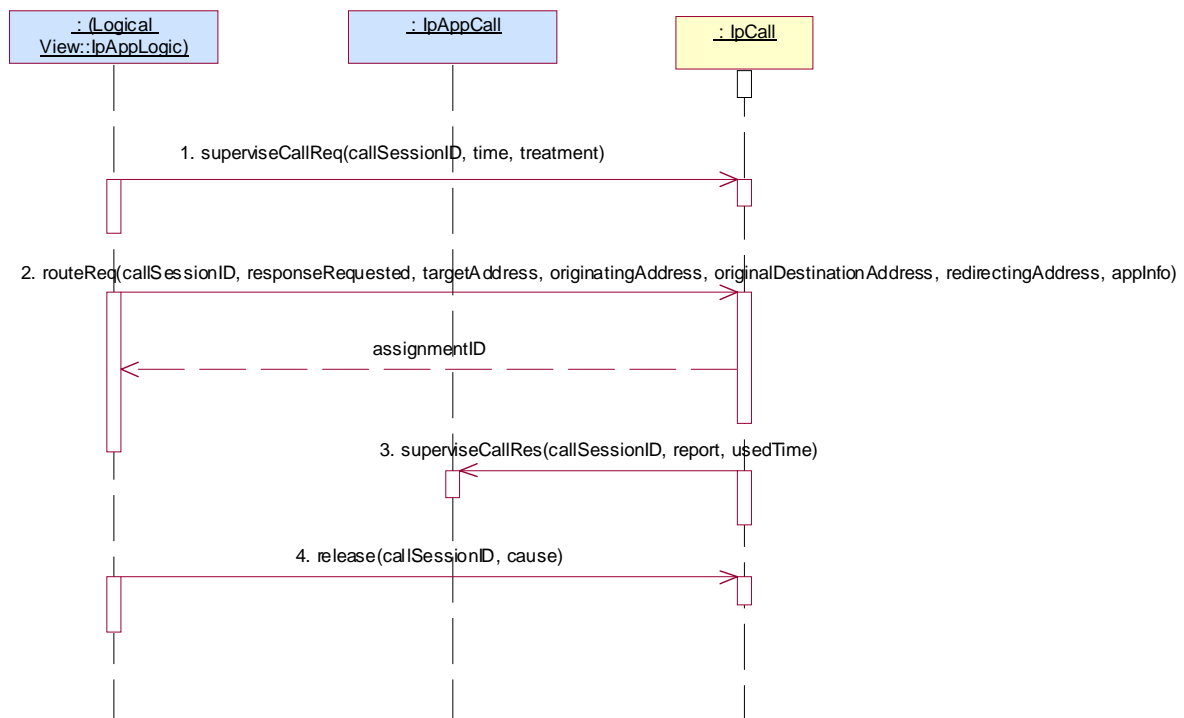 : (Logical
View::IpAppLogic)
: IpAppCall
: IpCall
1. superviseCallReq(callSessionID, time, treatment)
2. routeReq(callSessionID, responseRequested, targetAddress, originatingAddress, originalDestinationAddress, redirectingAddress, appInfo)
assignmentID
3. superviseCallRes(callSessionID, report, usedTime)
4. release(callSessionID, cause)